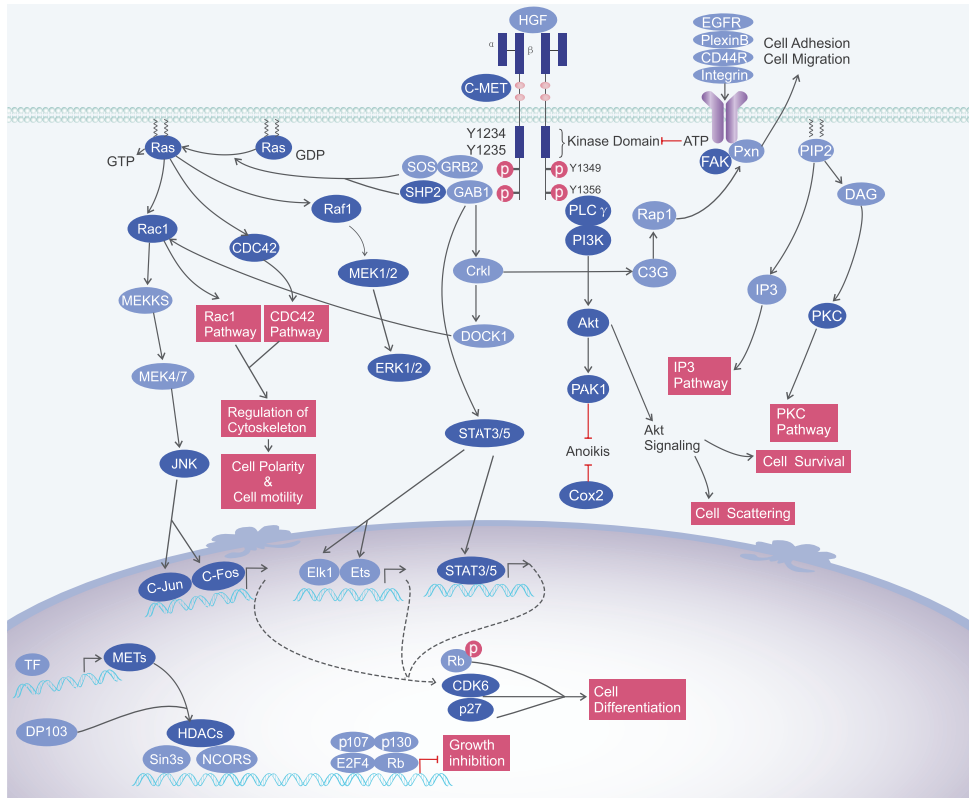 HGF
α
β
C-MET
EGFR
PlexinB
CD44R
Integrin
Cell Adhesion
Cell Migration
Y1234
Y1235
Kinase Domain
ATP
FAK
Pxn
PIP2
DAG
GTP
Ras
Ras
GDP
SOS
GRB2
SHP2
GAB1
p
p
Y1349
p
p
Y1356
PLC γ
PI3K
Raf1
Rap1
Rac1
CDC42
MEK1/2
Crkl
C3G
IP3
PKC
MEKKS
Rac1
Pathway
CDC42
Pathway
DOCK1
Akt
ERK1/2
MEK4/7
PAK1
IP3
Pathway
PKC
Pathway
Regulation of
Cytoskeleton
STAT3/5
Anoikis
Akt
Signaling
Cell Survival
JNK
Cell Polarity
&
Cell motility
Cox2
Cell Scattering
C-Jun
C-Fos
Elk1
Ets
STAT3/5
TF
METs
p
Rb
CDK6
p27
Cell
Differentiation
DP103
HDACs
Sin3s
NCORS
p107
p130
E2F4
Rb
Growth
inhibition